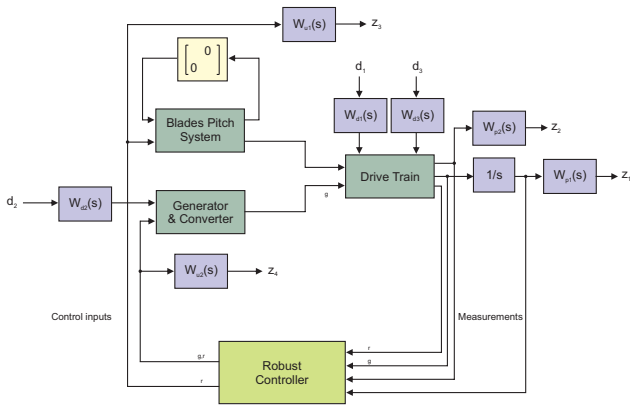 W_u1(s)
z_3
0
0
d_1
d_3
Blades Pitch
System
W_d1(s)
W_d3(s)
W_p2(s)
z_2
Drive Train
1/s
W_p1(s)
z_1
g
d_2
W_d2(s)
Generator
& Converter
W_u2(s)
z_4
Control inputs
Measurements
r
g
g,r
r
Robust
Controller